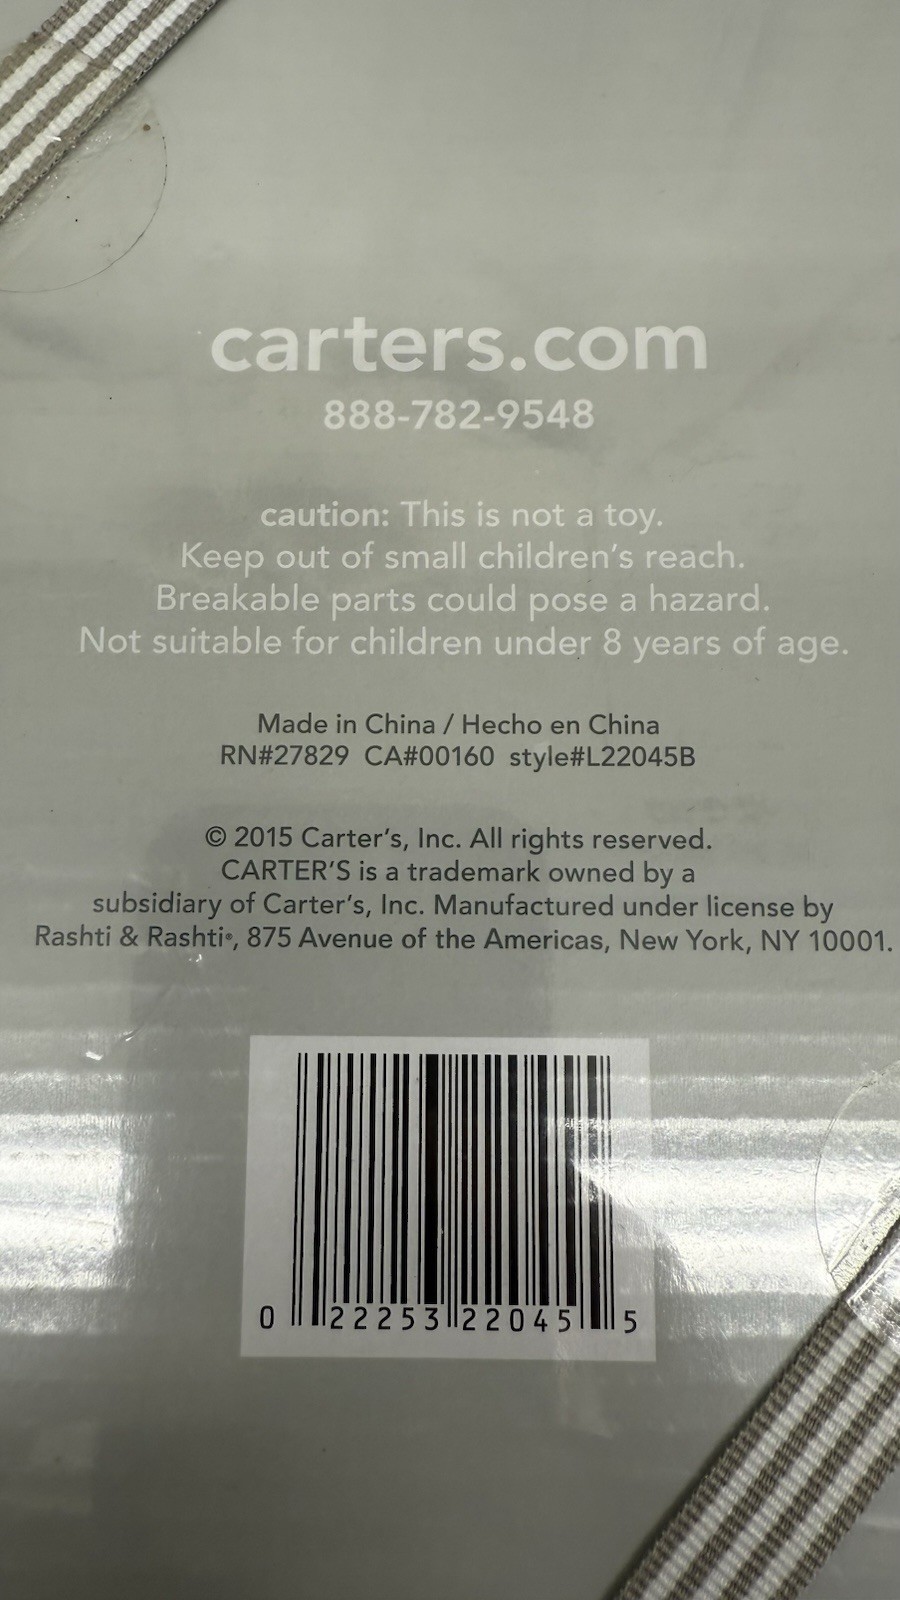 carters.com
888-782-9548
caution: This is not a toy.
Keep out of small children's reach.
Breakable parts could pose a hazard.
Not suitable for children under 8 years of age.
Made in China / Hecho en China
RN#27829 CA#00160 style#L22045B
© 2015 Carter's, Inc. All rights reserved.
CARTER'S is a trademark owned by a
subsidiary of Carter's, Inc. Manufactured under license by
Rashti & Rashti®, 875 Avenue of the Americas, New York, NY 10001.
0 22253 22045 5